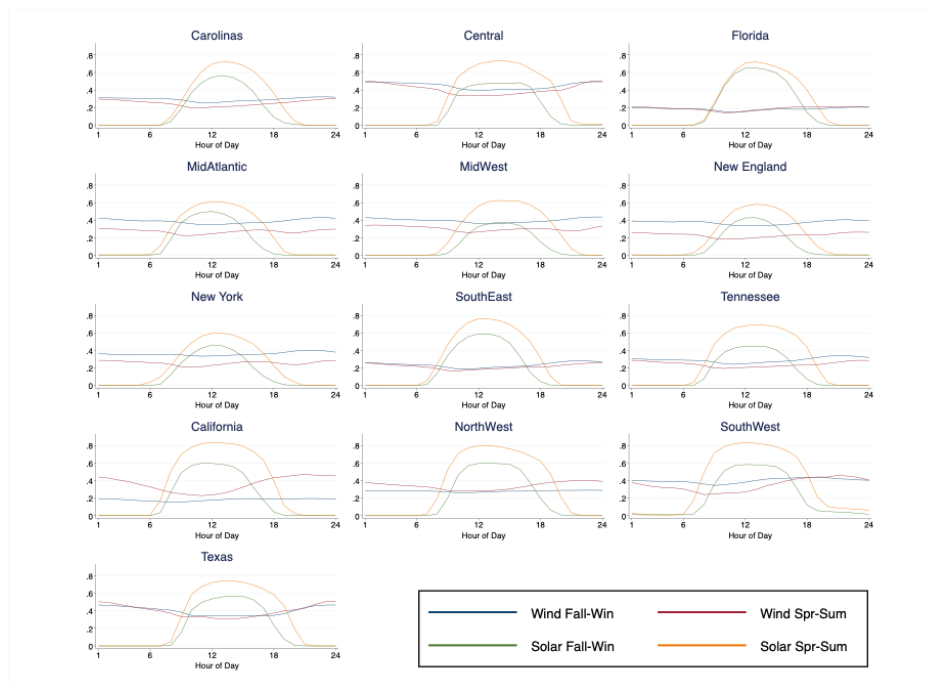 Carolinas Central Florida
.8 .8 .8
.6 .6 .6
.4 .4 .4
.2 .2 .2
0 0 0
1 6 12 18 24 1 6 12 18 24 1 6 12 18 24
Hour of Day Hour of Day Hour of Day
MidAtlantic MidWest New England
.8 .8 .8
.6 .6 .6
.4 .4 .4
.2 .2 .2
0 0 0
1 6 12 18 24 1 6 12 18 24 1 6 12 18 24
Hour of Day Hour of Day Hour of Day
New York SouthEast Tennessee
.8 .8 .8
.6 .6 .6
.4 .4 .4
.2 .2 .2
0 0 0
1 6 12 18 24 1 6 12 18 24 1 6 12 18 24
Hour of Day Hour of Day Hour of Day
California NorthWest SouthWest
.8 .8 .8
.6 .6 .6
.4 .4 .4
.2 .2 .2
0 0 0
1 6 12 18 24 1 6 12 18 24 1 6 12 18 24
Hour of Day Hour of Day Hour of Day
Texas
.8
.6
.4
.2
0
1 6 12 18 24
Hour of Day
Wind Fall-Win Wind Spr-Sum
Solar Fall-Win Solar Spr-Sum